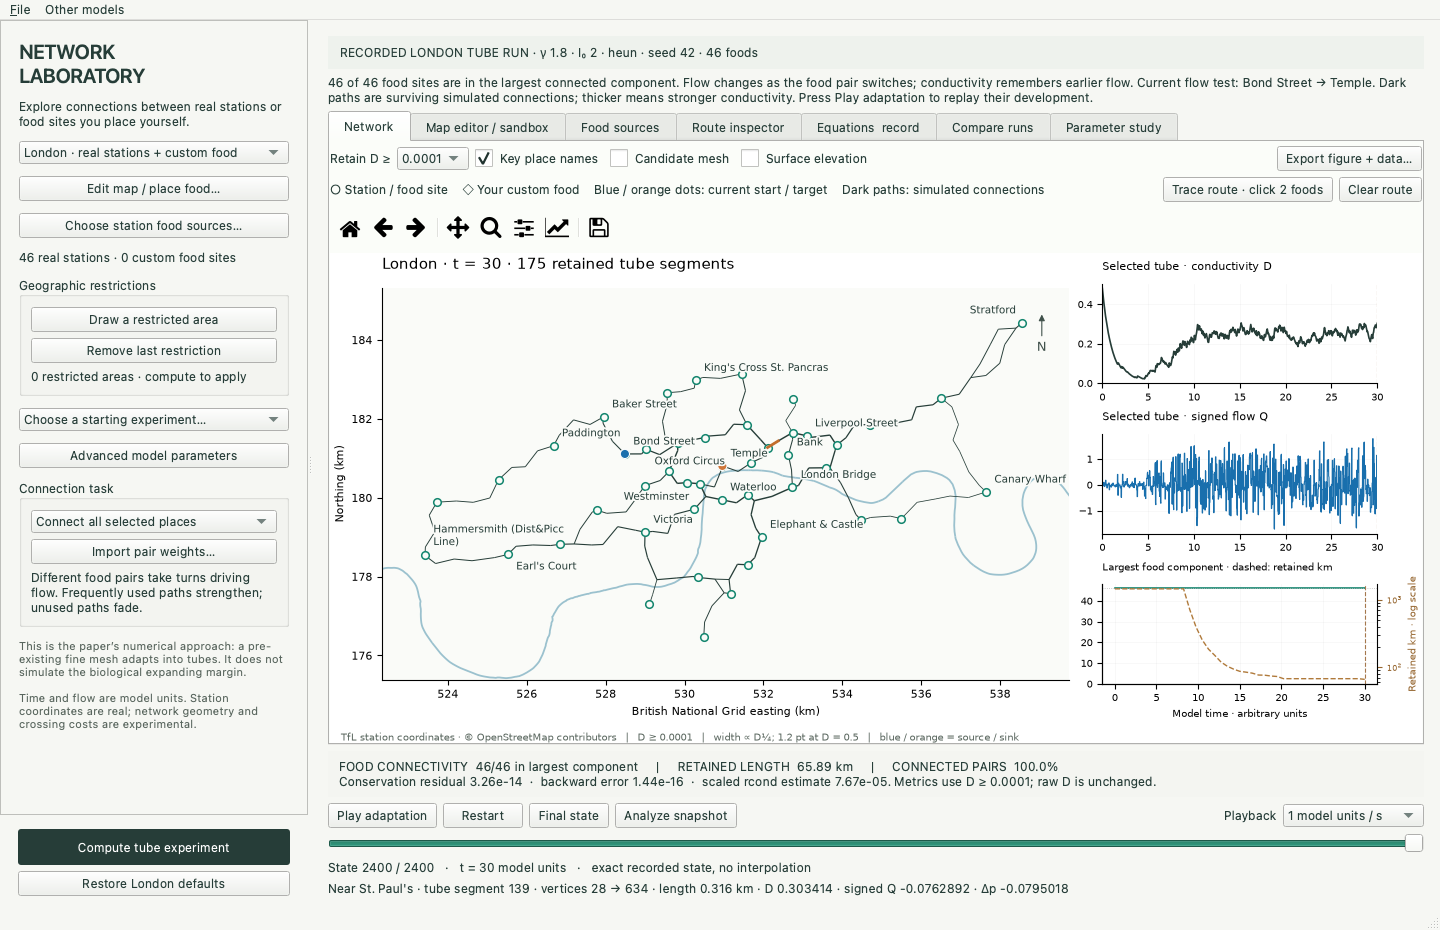 File Other models
NETWORK
LABORATORY
Explore connections between real stations or
food sites you place yourself.
London · real stations + custom food
Edit map / place food...
Choose station food sources...
46 real stations · 0 custom food sites
Geographic restrictions
Draw a restricted area
Remove last restriction
0 restricted areas · compute to apply
Choose a starting experiment...
Advanced model parameters
Connection task
Connect all selected places
Import pair weights...
Different food pairs take turns driving
flow. Frequently used paths strengthen;
unused paths fade.
This is the paper's numerical approach: a pre-
existing fine mesh adapts into tubes. It does not
simulate the biological expanding margin.
Time and flow are model units. Station
coordinates are real; network geometry and
crossing costs are experimental.
Compute tube experiment
Restore London defaults
RECORDED LONDON TUBE RUN · γ 1.8 · I₀ 2 · heun · seed 42 · 46 foods
46 of 46 food sites are in the largest connected component. Flow changes as the food pair switches; conductivity remembers earlier flow. Current flow test: Bond Street → Temple. Dark
paths are surviving simulated connections; thicker means stronger conductivity. Press Play adaptation to replay their development.
Network Map editor / sandbox Food sources Route inspector Equations record Compare runs Parameter study
Retain D ≥ 0.0001 Key place names Candidate mesh Surface elevation Export figure + data...
Station / food site Your custom food Blue / orange dots: current start / target Dark paths: simulated connections Trace route · click 2 foods Clear route
London · t = 30 · 175 retained tube segments
Northing (km)
184
182
180
178
176
524 526 528 530 532 534 536 538
British National Grid easting (km)
Stratford
N
King's Cross St. Pancras
Baker Street
Paddington
Bond Street
Liverpool Street
Bank
Temple
Oxford Circus
London Bridge
Canary Wharf
Westminster
Waterloo
Victoria
Elephant & Castle
Hammersmith (Dist&Picc
Line)
Earl's Court
TfL station coordinates · © OpenStreetMap contributors | D ≥ 0.0001 | width ∝ D¼; 1.2 pt at D = 0.5 | blue / orange = source / sink
Selected tube · conductivity D
0.4
0.2
0.0
0 5 10 15 20 25 30
Selected tube · signed flow Q
1
0
−1
0 5 10 15 20 25 30
Largest food component · dashed: retained km
40
30
20
10
0
10³
10²
Retained km · log scale
0 5 10 15 20 25 30
Model time · arbitrary units
FOOD CONNECTIVITY 46/46 in largest component | RETAINED LENGTH 65.89 km | CONNECTED PAIRS 100.0%
Conservation residual 3.26e-14 · backward error 1.44e-16 · scaled rcond estimate 7.67e-05. Metrics use D ≥ 0.0001; raw D is unchanged.
Play adaptation Restart Final state Analyze snapshot Playback 1 model units / s
State 2400 / 2400 · t = 30 model units · exact recorded state, no interpolation
Near St. Paul's · tube segment 139 · vertices 28 → 634 · length 0.316 km · D 0.303414 · signed Q -0.0762892 · Δp -0.0795018